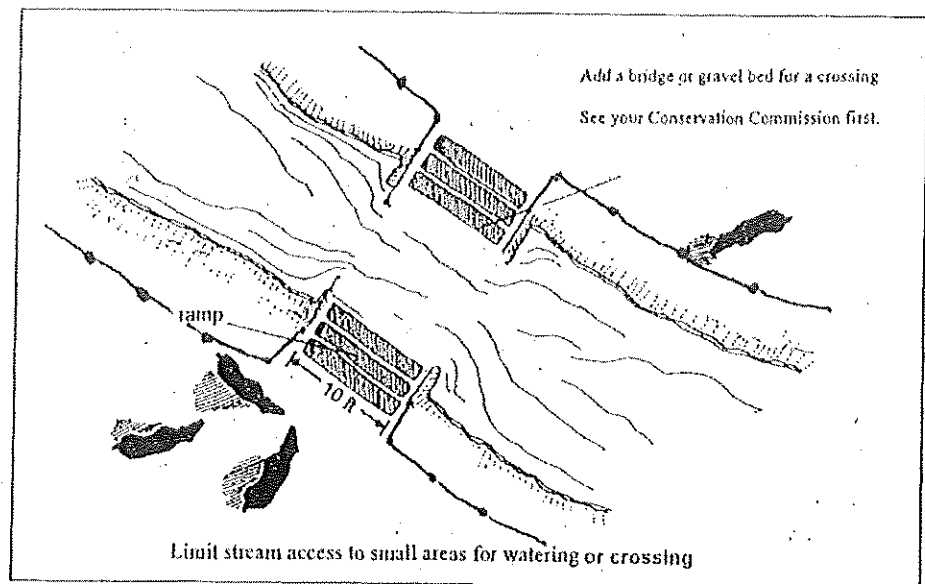 Add a bridge or gravel bed for a crossing
See your Conservation Commission first.
ramp
10 ft
Limit stream access to small areas for watering or crossing